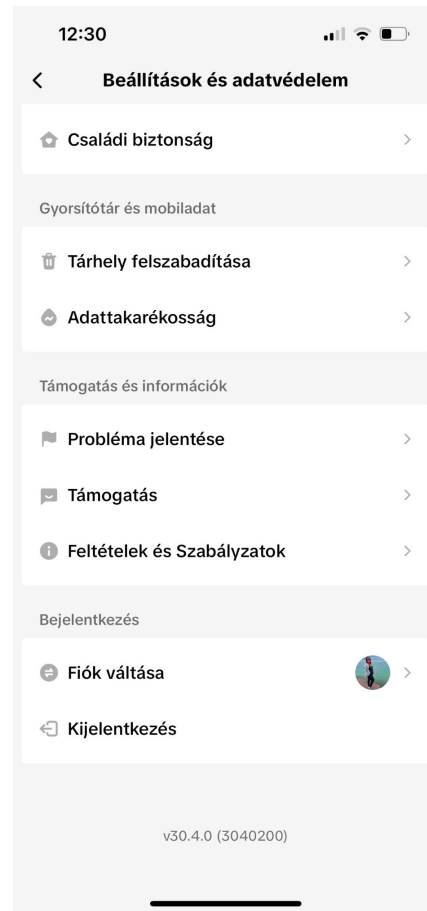 12:30
Beállítások és adatvédelem
Családi biztonság
Gyorsítótár és mobiladat
Tárhely felszabadítása
Adattakarékosság
Támogatás és információk
Probléma jelentése
Támogatás
Feltételek és Szabályzatok
Bejelentkezés
Fiók váltása
Kijelentkezés
v30.4.0 (3040200)